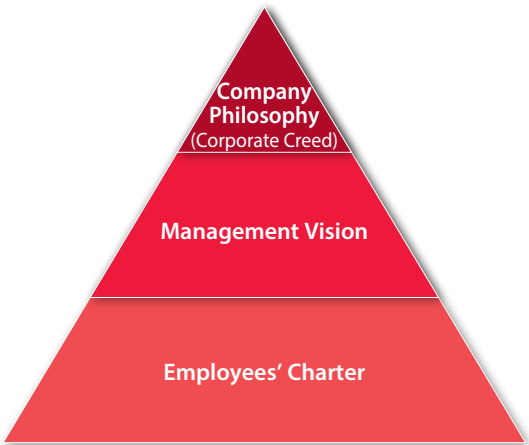 Company
Philosophy
(Corporate Creed)
Management Vision
Employees’ Charter